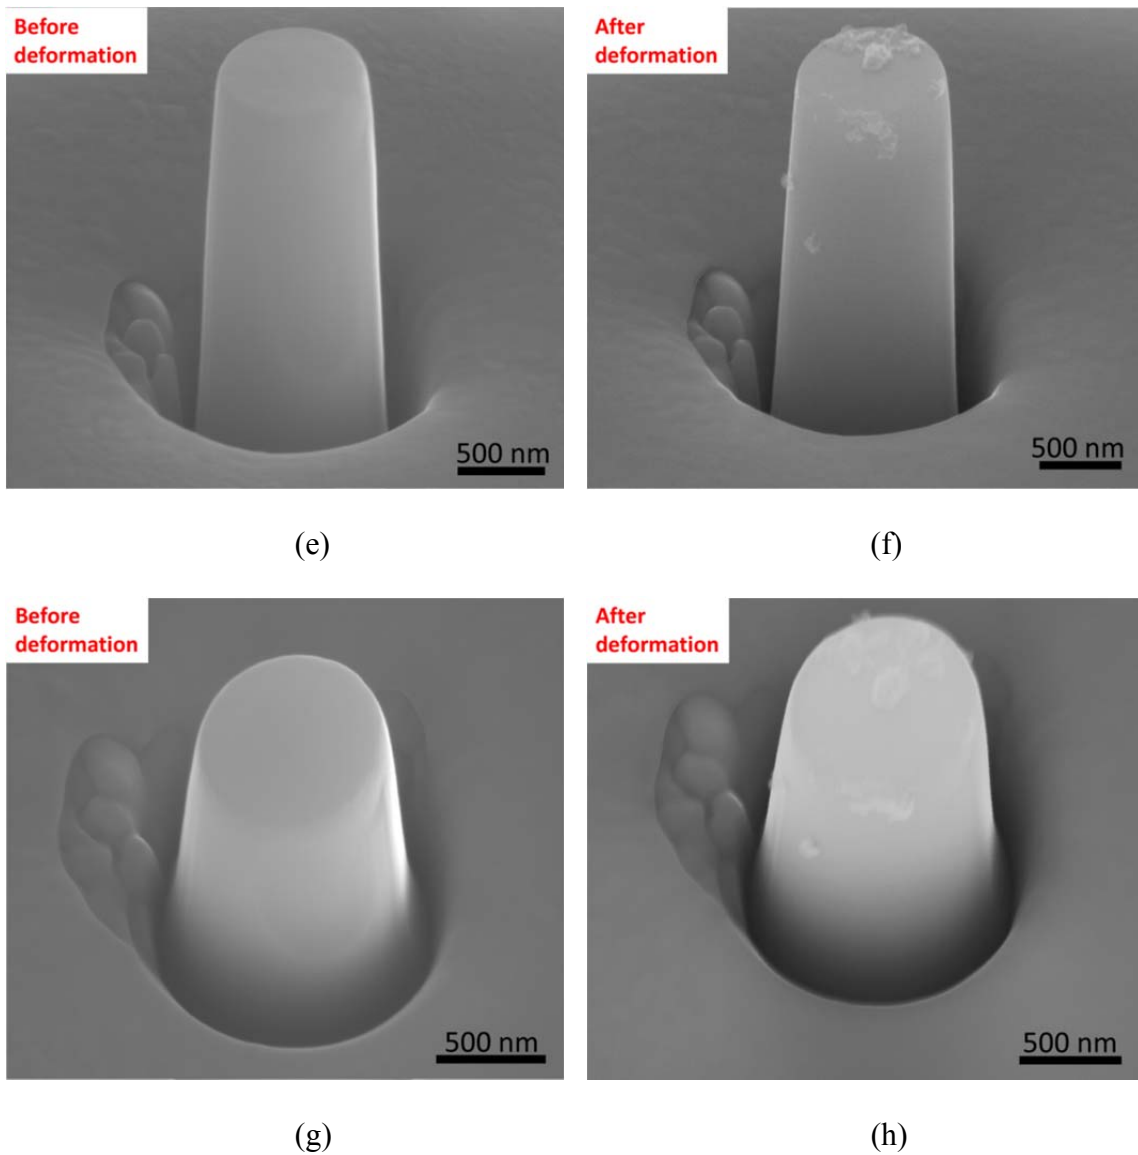 Before
deformation
After
deformation
500 nm
500 nm
(e)
(f)
Before
deformation
After
deformation
500 nm
500 nm
(g)
(h)